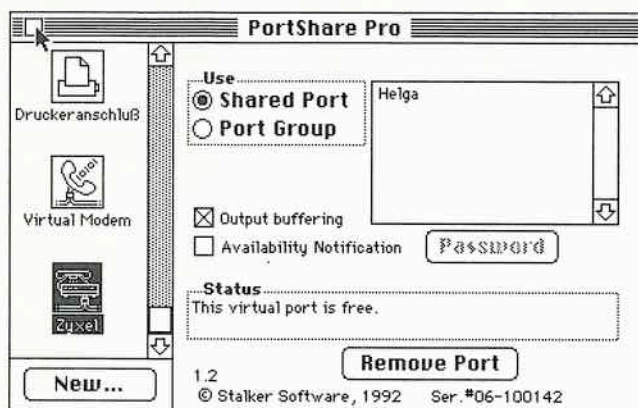 PortShare Pro
Druckeranschluß
Virtual Modem
Zyxel
New...
Use
Shared Port
Port Group
Helga
Output buffering
Availability Notification
Password
Status
This virtual port is free.
Remove Port
1.2
© Stalker Software, 1992 Ser.#06-100142